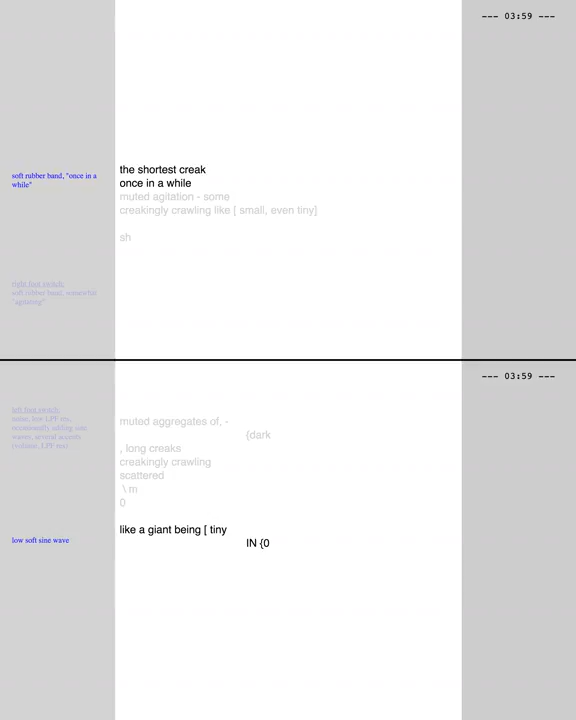 --- 03:59 ---
soft rubber band, "once in a
while"
the shortest creak
once in a while
muted agitation - some
creakingly crawling like [ small, even tiny]
sh
right foot switch:
soft rubber band, somewhat
"agitating"
--- 03:59 ---
left foot switch:
noise, low LPF res,
occasionally adding sine
waves, several accents
(volume, LPF res)
muted aggregates of, -
{dark
, long creaks
creakingly crawling
scattered
\ m
0
like a giant being [ tiny
low soft sine wave
IN {0